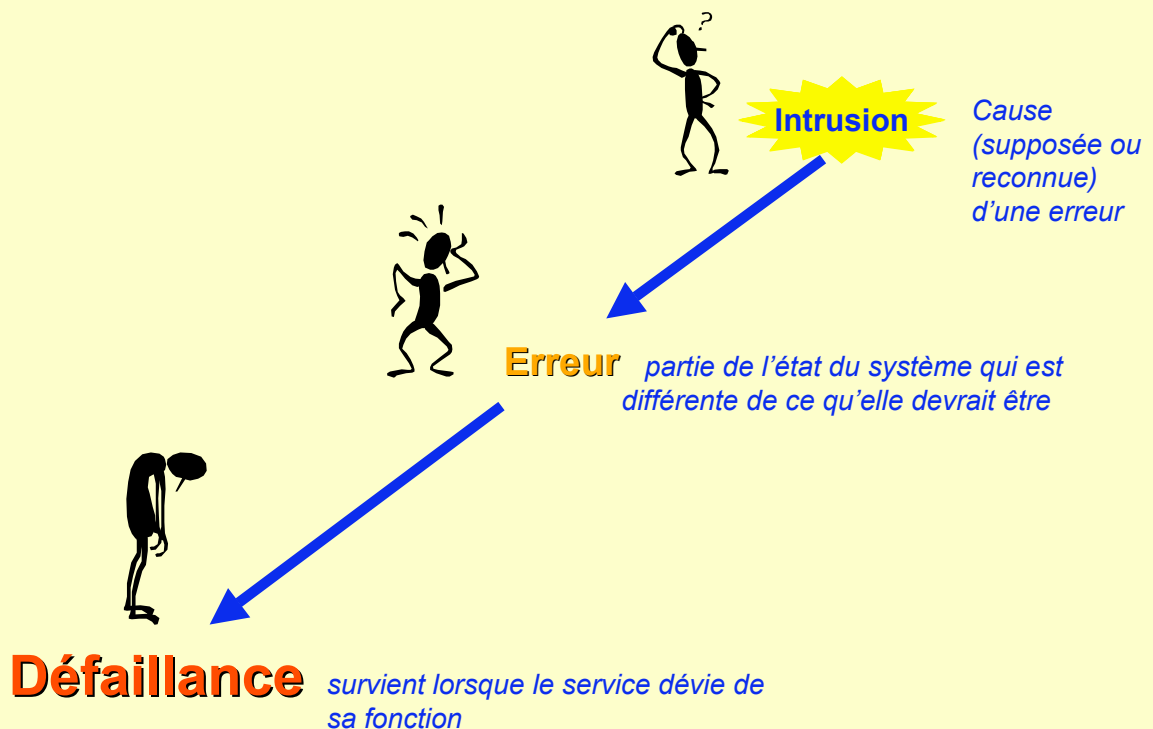 ?
Intrusion
Cause
(supposée ou
reconnue)
d’une erreur
Erreur partie de l’état du système qui est
différente de ce qu’elle devrait être
Défaillance survient lorsque le service dévie de
sa fonction